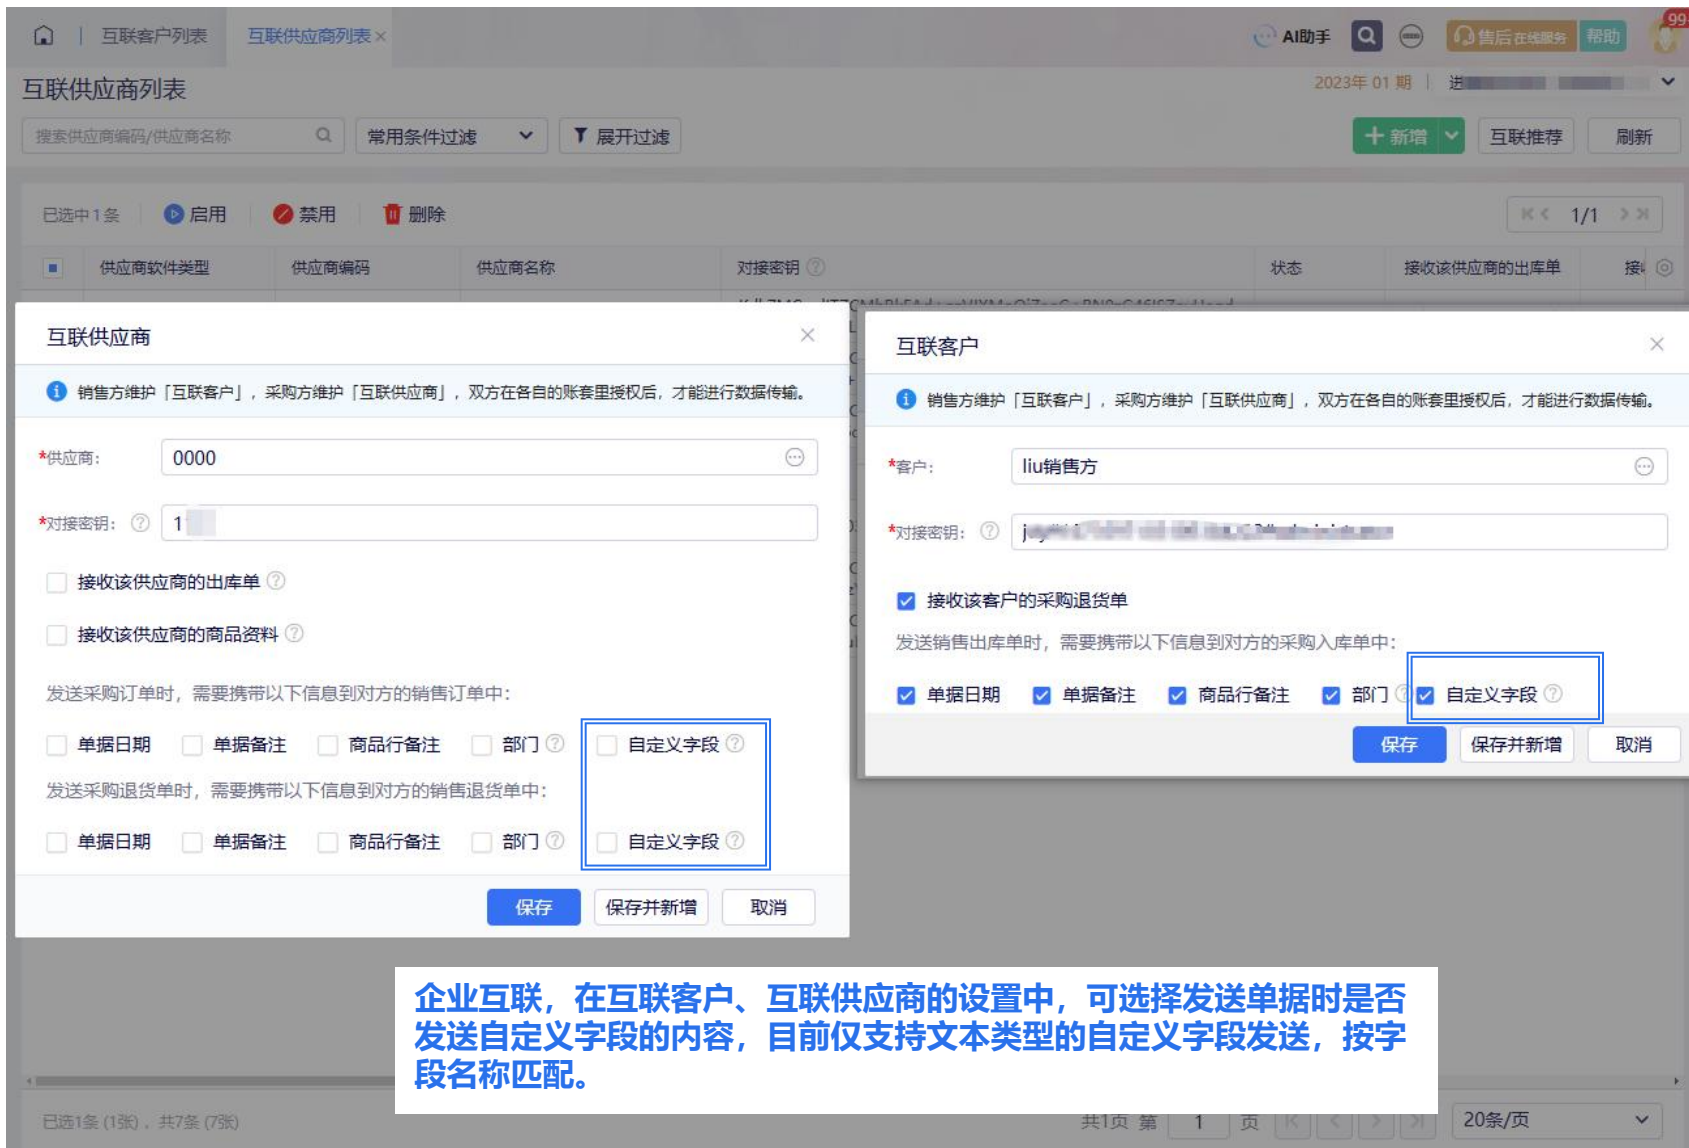 互联客户列表
互联供应商列表×
AI助手
售后在线服务
帮助
99
互联供应商列表
2023年 01 期
进
搜索供应商编码/供应商名称
常用条件过滤
展开过滤
新增
互联推荐
刷新
已选中1条
启用
禁用
删除
1/1
供应商软件类型
供应商编码
供应商名称
对接密钥
状态
接收该供应商的出库单
互联供应商
销售方维护「互联客户」，采购方维护「互联供应商」，双方在各自的账套里授权后，才能进行数据传输。
*供应商：
0000
*对接密钥：
1
接收该供应商的出库单
接收该供应商的商品资料
发送采购订单时，需要携带以下信息到对方的销售订单中：
单据日期
单据备注
商品行备注
部门
自定义字段
发送采购退货单时，需要携带以下信息到对方的销售退货单中：
单据日期
单据备注
商品行备注
部门
自定义字段
保存
保存并新增
取消
互联客户
销售方维护「互联客户」，采购方维护「互联供应商」，双方在各自的账套里授权后，才能进行数据传输。
*客户：
liu销售方
*对接密钥：
接收该客户的采购退货单
发送销售出库单时，需要携带以下信息到对方的采购入库单中：
单据日期
单据备注
商品行备注
部门
自定义字段
保存
保存并新增
取消
企业互联，在互联客户、互联供应商的设置中，可选择发送单据时是否
发送自定义字段的内容，目前仅支持文本类型的自定义字段发送，按字
段名称匹配。
已选1条 (1张)，共7条 (7张)
共1页 第 1 页
20条/页